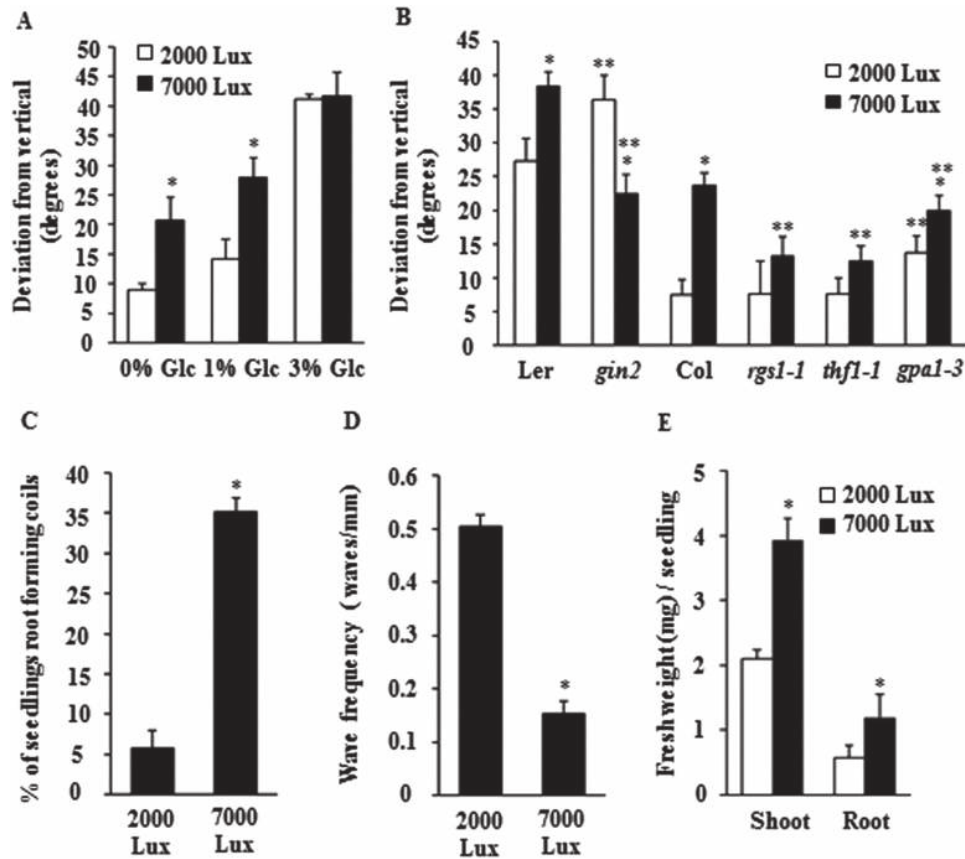 A
2000 Lux
7000 Lux
Deviation from vertical
(degrees)
50
45
40
35
30
25
20
15
10
5
0
*
*
0% Glc 1% Glc 3% Glc
B
2000 Lux
7000 Lux
Deviation from vertical
(degrees)
45
40
35
30
25
20
15
10
5
0
*
**
**
*
*
**
**
**
**
*
Ler gin2 Col rgs1-1 thf1-1 gpa1-3
C
% of seedlings root forming coils
40
35
30
25
20
15
10
5
0
*
2000 7000
Lux Lux
D
Wave frequency (waves/mm)
0.6
0.5
0.4
0.3
0.2
0.1
0
*
2000 7000
Lux Lux
E
2000 Lux
7000 Lux
Fresh weight (mg) / seedling
5
4
3
2
1
0
*
*
Shoot Root